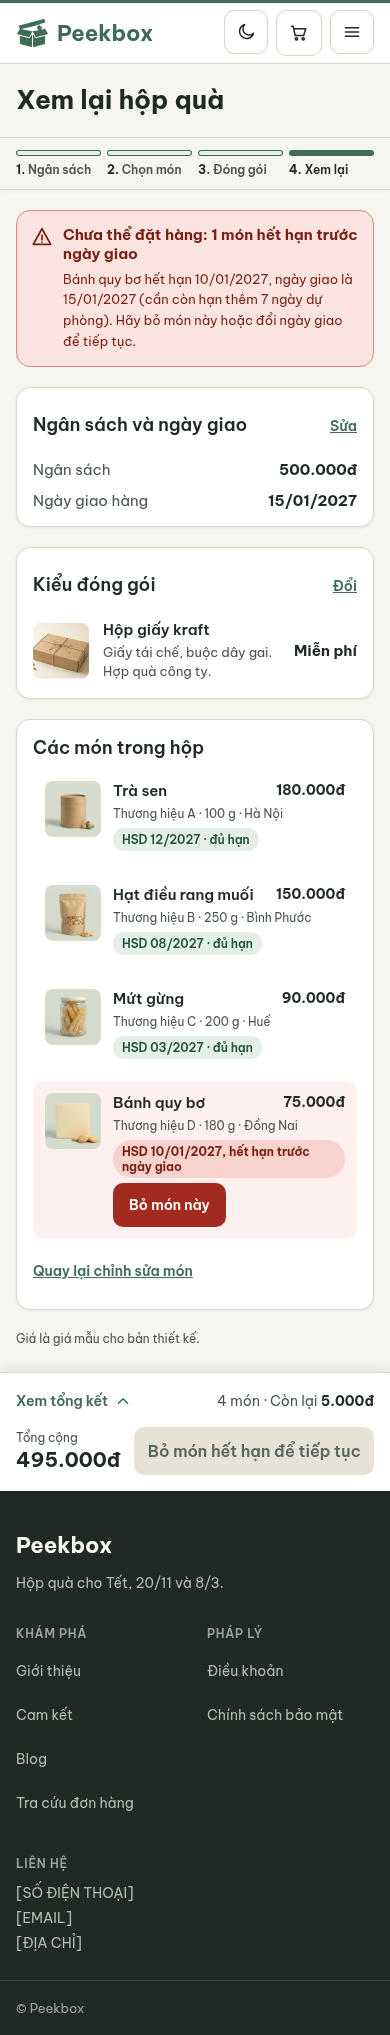 Peekbox
Xem lại hộp quà
1. Ngân sách
2. Chọn món
3. Đóng gói
4. Xem lại
Chưa thể đặt hàng: 1 món hết hạn trước
ngày giao
Bánh quy bơ hết hạn 10/01/2027, ngày giao là
15/01/2027 (cần còn hạn thêm 7 ngày dự
phòng). Hãy bỏ món này hoặc đổi ngày giao
để tiếp tục.
Ngân sách và ngày giao
Sửa
Ngân sách
500.000đ
Ngày giao hàng
15/01/2027
Kiểu đóng gói
Đổi
Hộp giấy kraft
Giấy tái chế, buộc dây gai.
Hợp quà công ty.
Miễn phí
Các món trong hộp
Trà sen
180.000đ
Thương hiệu A · 100 g · Hà Nội
HSD 12/2027 · đủ hạn
Hạt điều rang muối
150.000đ
Thương hiệu B · 250 g · Bình Phước
HSD 08/2027 · đủ hạn
Mứt gừng
90.000đ
Thương hiệu C · 200 g · Huế
HSD 03/2027 · đủ hạn
Bánh quy bơ
75.000đ
Thương hiệu D · 180 g · Đồng Nai
HSD 10/01/2027, hết hạn trước
ngày giao
Bỏ món này
Quay lại chỉnh sửa món
Giá là giá mẫu cho bản thiết kế.
Xem tổng kết
4 món · Còn lại 5.000đ
Tổng cộng
495.000đ
Bỏ món hết hạn để tiếp tục
Peekbox
Hộp quà cho Tết, 20/11 và 8/3.
KHÁM PHÁ
Giới thiệu
Cam kết
Blog
Tra cứu đơn hàng
PHÁP LÝ
Điều khoản
Chính sách bảo mật
LIÊN HỆ
[SỐ ĐIỆN THOẠI]
[EMAIL]
[ĐỊA CHỈ]
© Peekbox